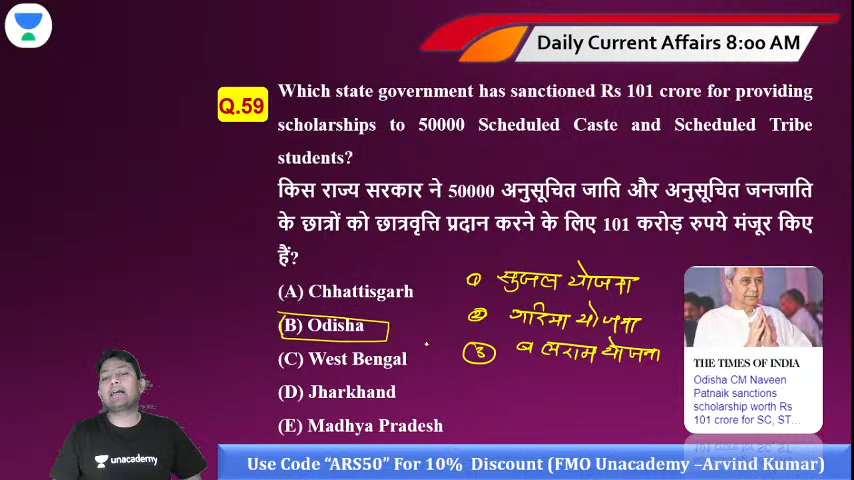 Daily Current Affairs 8:00 AM
Q.59
Which state government has sanctioned Rs 101 crore for providing
scholarships to 50000 Scheduled Caste and Scheduled Tribe
students?
किस राज्य सरकार ने 50000 अनुसूचित जाति और अनुसूचित जनजाति
के छात्रों को छात्रवृत्ति प्रदान करने के लिए 101 करोड़ रुपये मंजूर किए
हैं?
(A) Chhattisgarh
(B) Odisha
(C) West Bengal
(D) Jharkhand
(E) Madhya Pradesh
① सुजल योजना
② गरिमा योजना
③ बलराम योजना
THE TIMES OF INDIA
Odisha CM Naveen
Patnaik sanctions
scholarship worth Rs
101 crore for SC, ST...
unacademy
Use Code “ARS50” For 10% Discount (FMO Unacademy –Arvind Kumar)